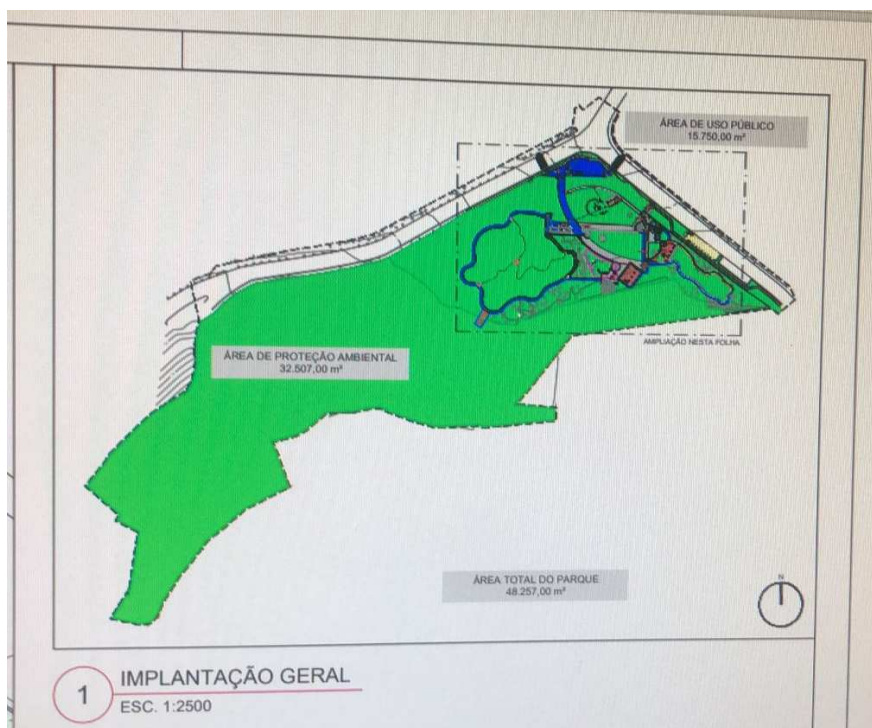 ÁREA DE USO PÚBLICO
15.750,00 m²
AMPLIAÇÃO NESTA FOLHA
ÁREA DE PROTEÇÃO AMBIENTAL
32.507,00 m²
ÁREA TOTAL DO PARQUE
48.257,00 m²
N
1
IMPLANTAÇÃO GERAL
ESC. 1:2500